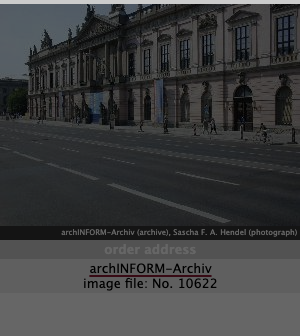 archINFORM-Archiv (archive), Sascha F. A. Hendel (photograph)
order address
archINFORM-Archiv
image file: No. 10622